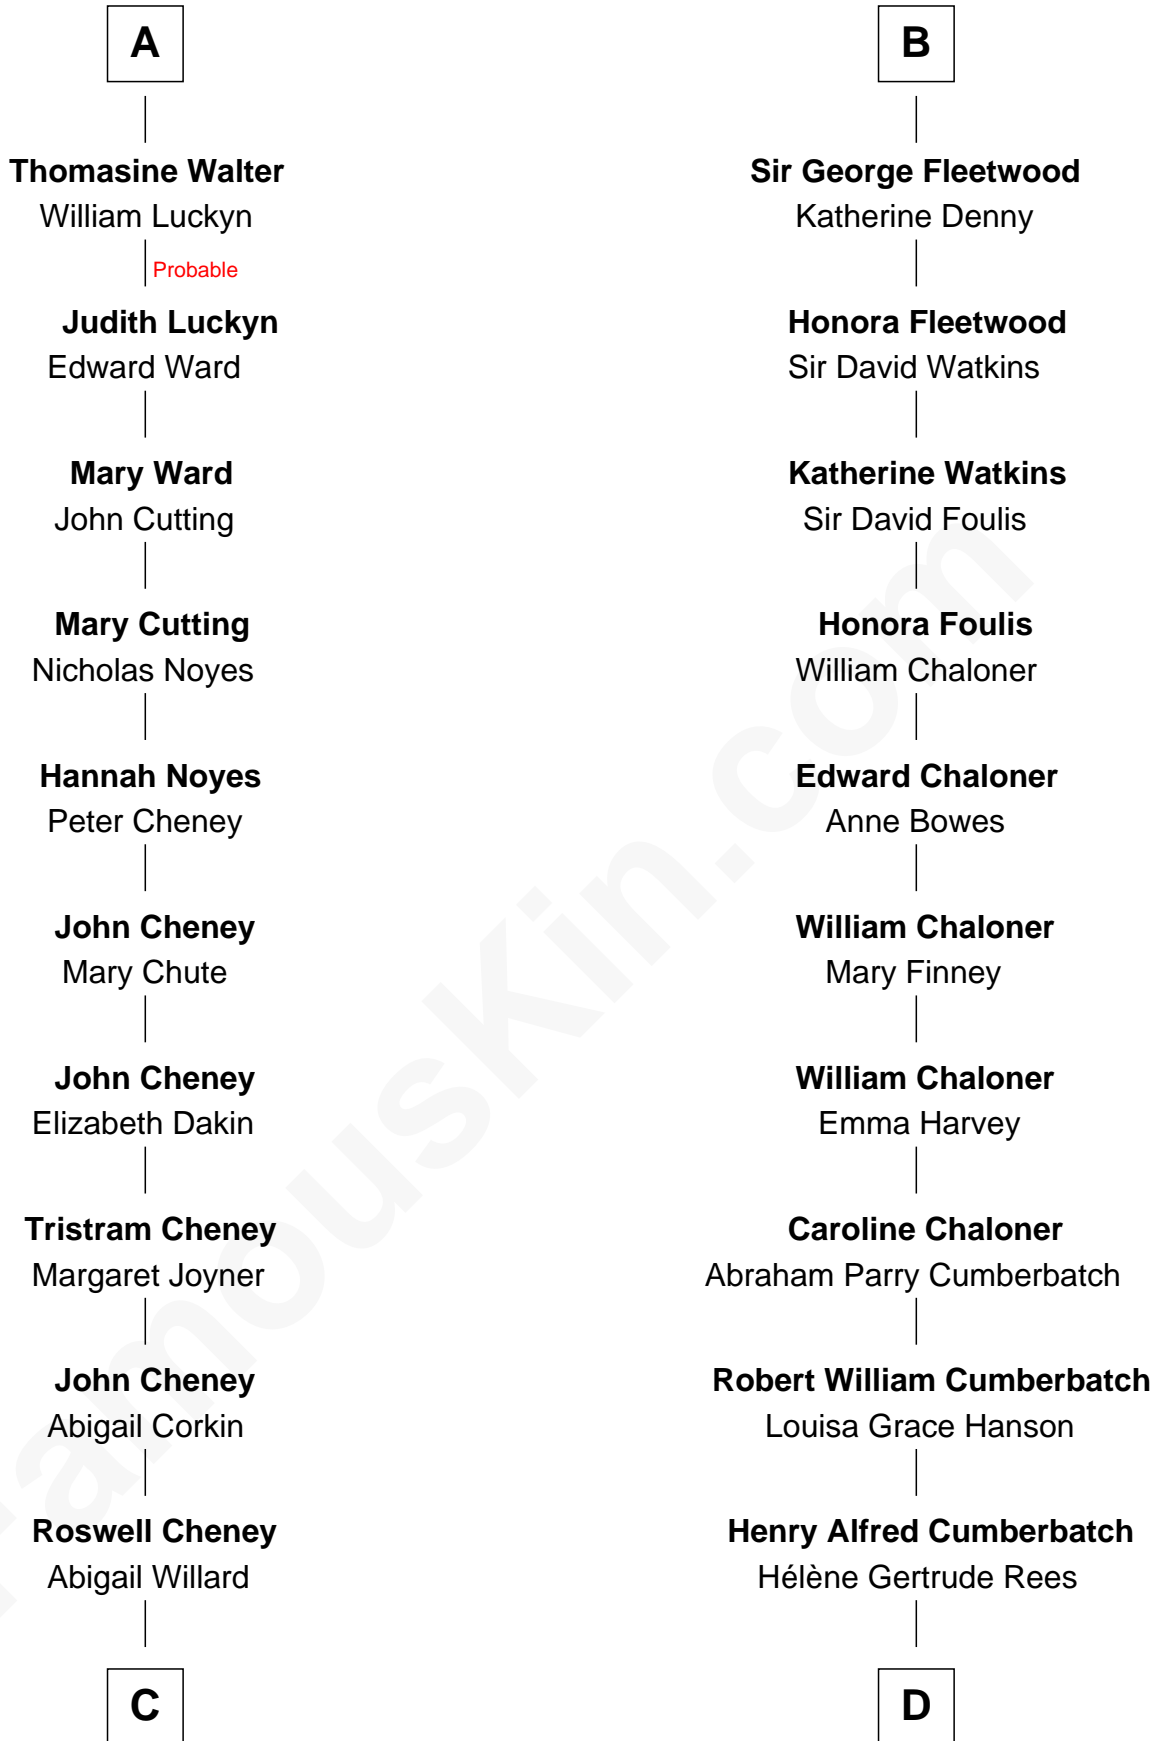 A
Thomasine Walter
William Luckyn
Probable
Judith Luckyn
Edward Ward
Mary Ward
John Cutting
Mary Cutting
Nicholas Noyes
Hannah Noyes
Peter Cheney
John Cheney
Mary Chute
John Cheney
Elizabeth Dakin
Tristram Cheney
Margaret Joyner
John Cheney
Abigail Corkin
Roswell Cheney
Abigail Willard
C
B
Sir George Fleetwood
Katherine Denny
Honora Fleetwood
Sir David Watkins
Katherine Watkins
Sir David Foulis
Honora Foulis
William Chaloner
Edward Chaloner
Anne Bowes
William Chaloner
Mary Finney
William Chaloner
Emma Harvey
Caroline Chaloner
Abraham Parry Cumberbatch
Robert William Cumberbatch
Louisa Grace Hanson
Henry Alfred Cumberbatch
Hélène Gertrude Rees
D
FamousKin.com